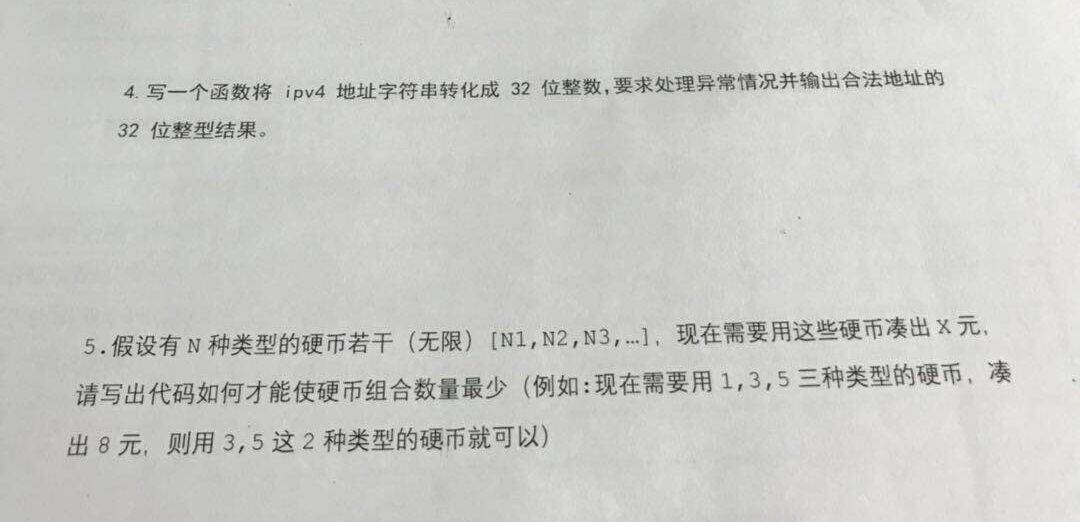 4. 写一个函数将 ipv4 地址字符串转化成 32 位整数,要求处理异常情况并输出合法地址的
32 位整型结果。
5.假设有 N 种类型的硬币若干（无限）[N1,N2,N3,…]，现在需要用这些硬币凑出 X 元，
请写出代码如何才能使硬币组合数量最少（例如:现在需要用 1,3,5 三种类型的硬币，凑
出 8 元，则用 3,5 这 2 种类型的硬币就可以）